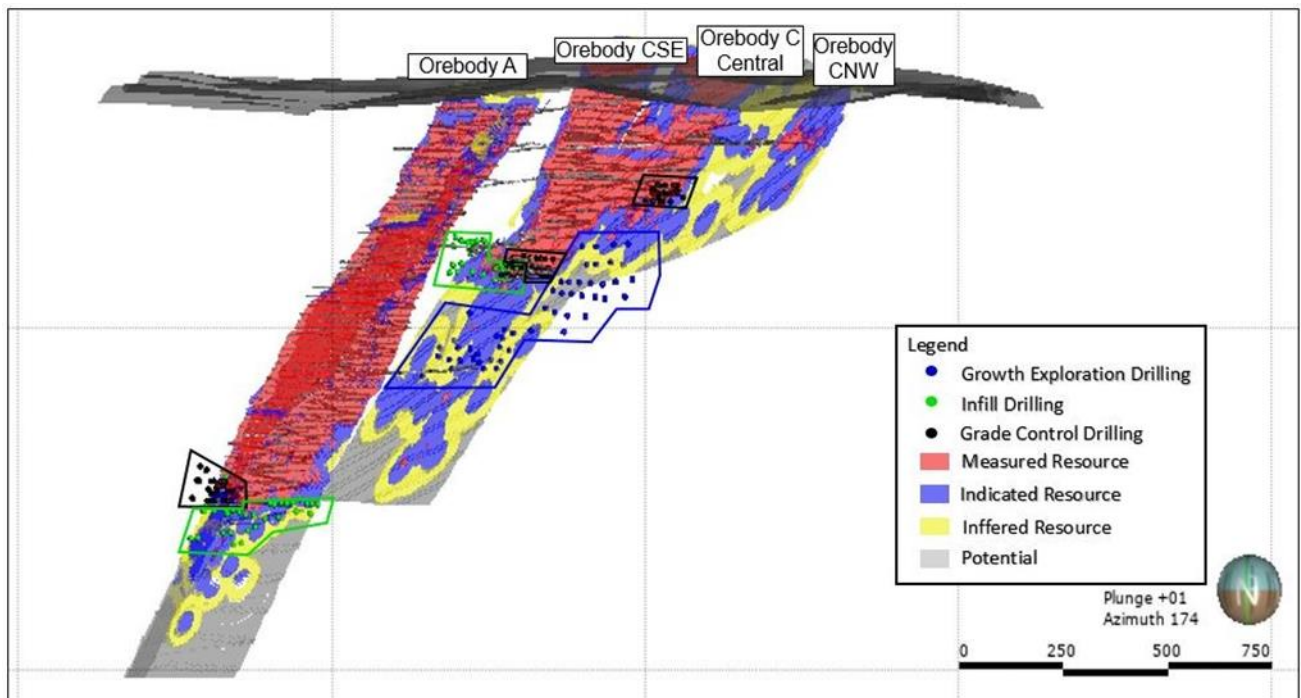 Orebody A
Orebody CSE
Orebody C
Central
Orebody
CNW
Legend
Growth Exploration Drilling
Infill Drilling
Grade Control Drilling
Measured Resource
Indicated Resource
Inffered Resource
Potential
Plunge +01
Azimuth 174
N
0 250 500 750